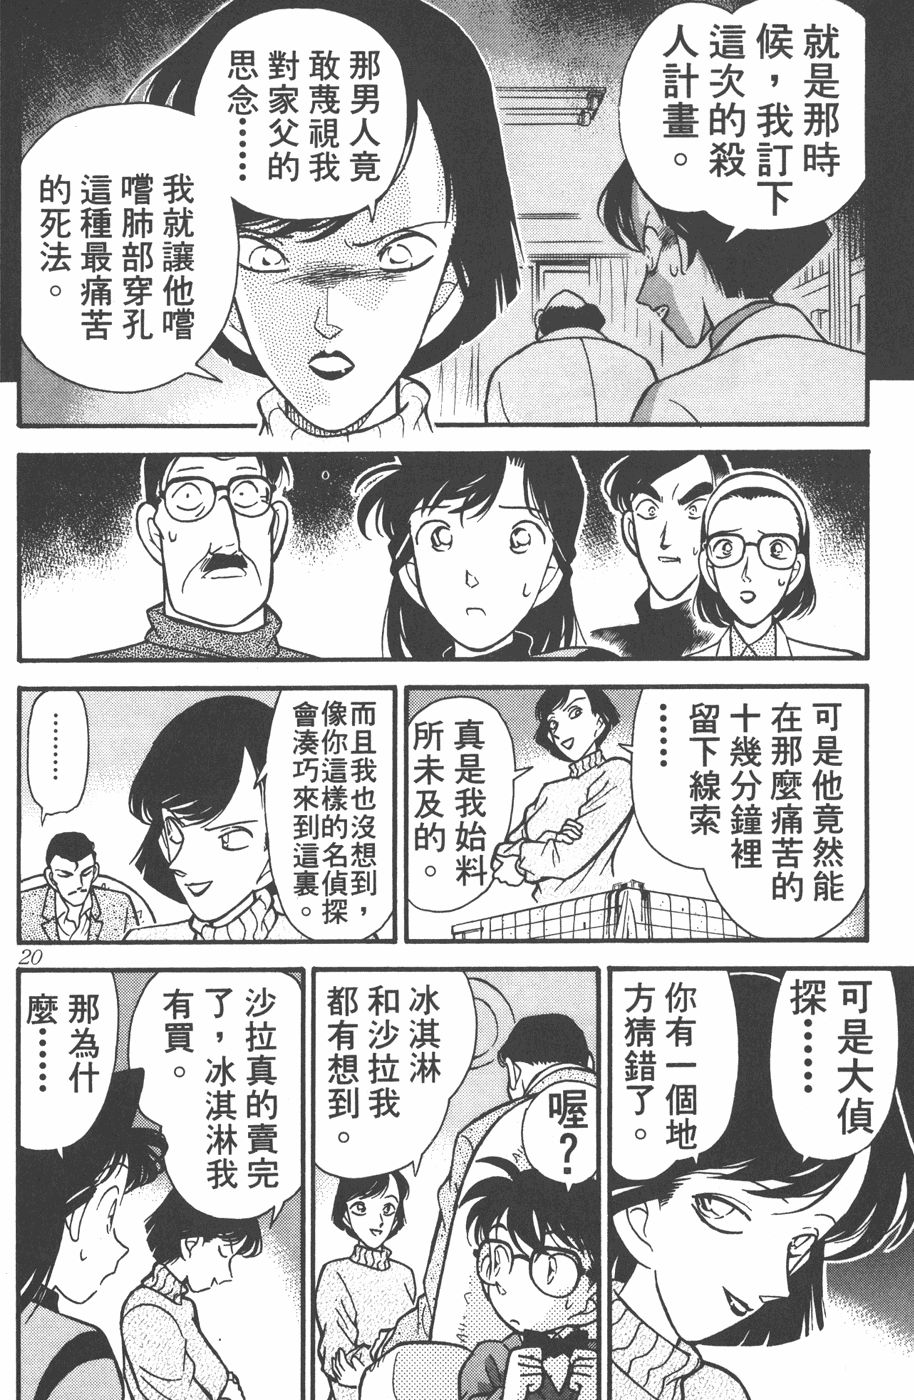 就是那時
候，我訂下
這次的殺
人計畫。
那男人竟
敢蔑視我
對家父的
思念……
我就讓他嚐
嚐肺部穿孔
這種最痛苦
的死法。
可是他竟然能
在那麼痛苦的
十幾分鐘裡
留下線索
……
真是我始料
所未及的。
而且我也沒想到，
像你這樣的名偵探
會湊巧來到這裏。
………
20
可是大偵
探……
你有一個地
方猜錯了。
喔？
冰淇淋
和沙拉我
都有想到。
沙拉真的賣完
了，冰淇淋我
有買。
那為什
麼……